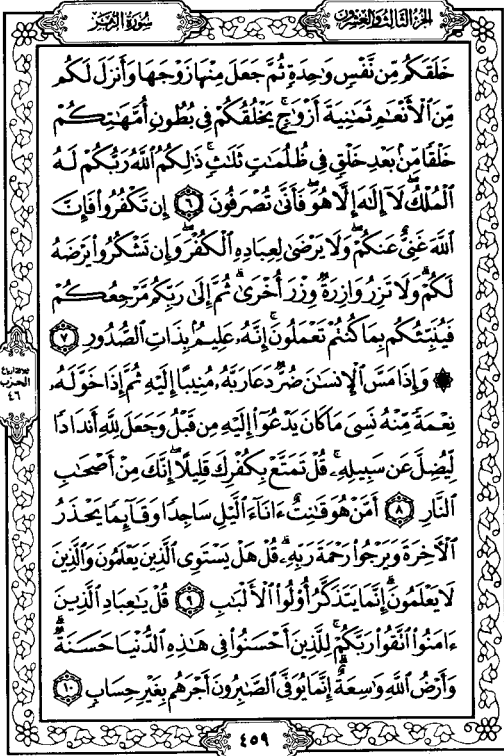 سورة الزمر
الجزء الثالث والعشرون
خَلَقَكُم مِّن نَّفْسٍ وَٰحِدَةٍ ثُمَّ جَعَلَ مِنْهَا زَوْجَهَا وَأَنزَلَ لَكُم
مِّنَ ٱلْأَنْعَٰمِ ثَمَٰنِيَةَ أَزْوَٰجٍ ۚ يَخْلُقُكُمْ فِى بُطُونِ أُمَّهَٰتِكُمْ
خَلْقًا مِّنۢ بَعْدِ خَلْقٍ فِى ظُلُمَٰتٍ ثَلَٰثٍ ۚ ذَٰلِكُمُ ٱللَّهُ رَبُّكُمْ لَهُ
ٱلْمُلْكُ ۖ لَآ إِلَٰهَ إِلَّا هُوَ ۖ فَأَنَّىٰ تُصْرَفُونَ ٦ إِن تَكْفُرُوا۟ فَإِنَّ
ٱللَّهَ غَنِىٌّ عَنكُمْ ۖ وَلَا يَرْضَىٰ لِعِبَادِهِ ٱلْكُفْرَ ۖ وَإِن تَشْكُرُوا۟ يَرْضَهُ
لَكُمْ ۗ وَلَا تَزِرُ وَازِرَةٌ وِزْرَ أُخْرَىٰ ۗ ثُمَّ إِلَىٰ رَبِّكُم مَّرْجِعُكُمْ
فَيُنَبِّئُكُم بِمَا كُنتُمْ تَعْمَلُونَ ۚ إِنَّهُۥ عَلِيمٌۢ بِذَاتِ ٱلصُّدُورِ ٧
۞ وَإِذَا مَسَّ ٱلْإِنسَٰنَ ضُرٌّ دَعَا رَبَّهُۥ مُنِيبًا إِلَيْهِ ثُمَّ إِذَا خَوَّلَهُۥ
نِعْمَةً مِّنْهُ نَسِىَ مَا كَانَ يَدْعُوٓا۟ إِلَيْهِ مِن قَبْلُ وَجَعَلَ لِلَّهِ أَندَادًا
لِّيُضِلَّ عَن سَبِيلِهِۦ ۚ قُلْ تَمَتَّعْ بِكُفْرِكَ قَلِيلًا ۖ إِنَّكَ مِنْ أَصْحَٰبِ
ٱلنَّارِ ٨ أَمَّنْ هُوَ قَٰنِتٌ ءَانَآءَ ٱلَّيْلِ سَاجِدًا وَقَآئِمًا يَحْذَرُ
ٱلْءَاخِرَةَ وَيَرْجُوا۟ رَحْمَةَ رَبِّهِۦ ۗ قُلْ هَلْ يَسْتَوِى ٱلَّذِينَ يَعْلَمُونَ وَٱلَّذِينَ
لَا يَعْلَمُونَ ۗ إِنَّمَا يَتَذَكَّرُ أُو۟لُوا۟ ٱلْأَلْبَٰبِ ٩ قُلْ يَٰعِبَادِ ٱلَّذِينَ
ءَامَنُوا۟ ٱتَّقُوا۟ رَبَّكُمْ ۚ لِلَّذِينَ أَحْسَنُوا۟ فِى هَٰذِهِ ٱلدُّنْيَا حَسَنَةٌ ۗ
وَأَرْضُ ٱللَّهِ وَٰسِعَةٌ ۗ إِنَّمَا يُوَفَّى ٱلصَّٰبِرُونَ أَجْرَهُم بِغَيْرِ حِسَابٍ ١٠
الحزب
٤٦
٤٥٩